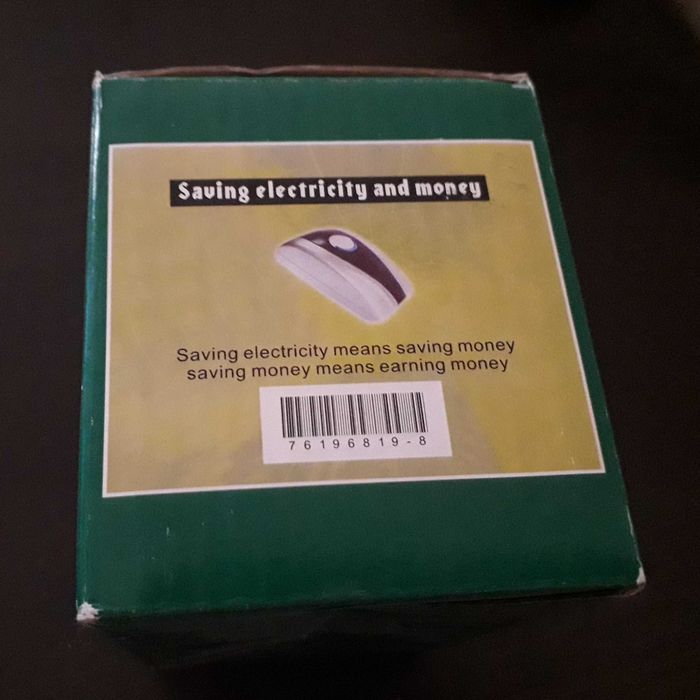 Saving electricity and money
Saving electricity means saving money
saving money means earning money
76196819-8